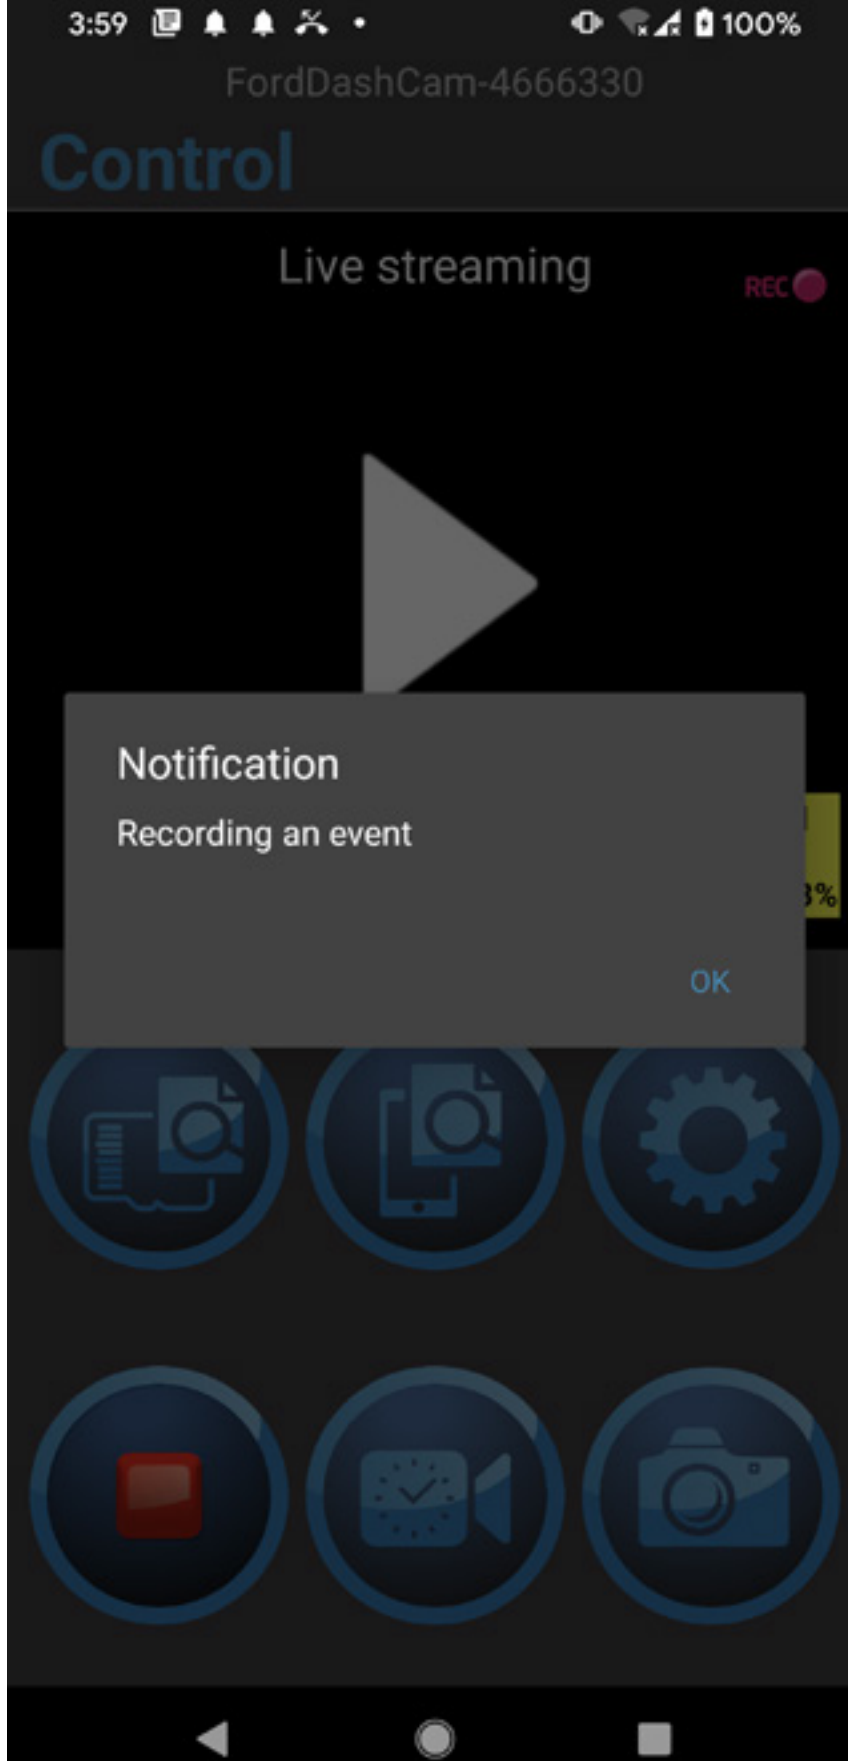 3:59
100%
FordDashCam-4666330
Control
Live streaming
REC
Notification
Recording an event
OK